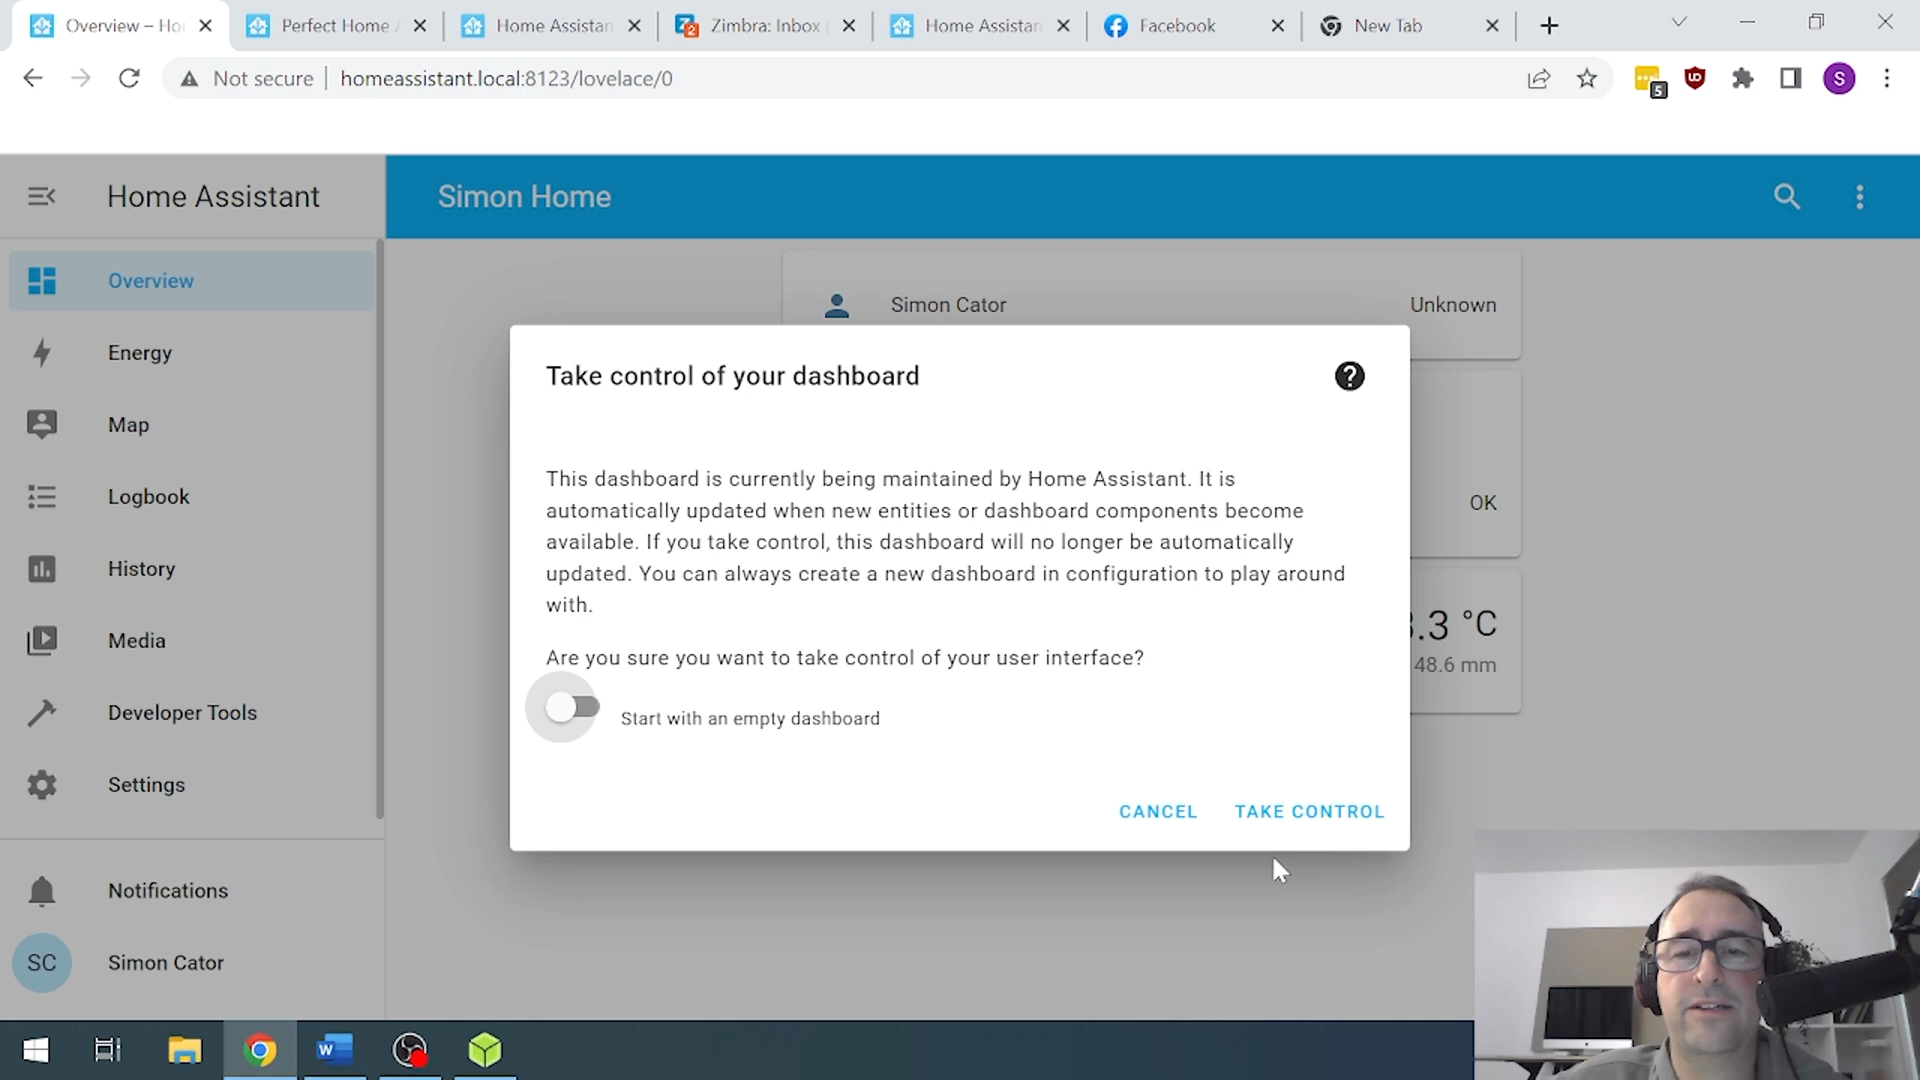 Overview – Ho
Perfect Home A
Home Assistan
Zimbra: Inbox (
Home Assistan
Facebook
New Tab
Not secure
homeassistant.local:8123/lovelace/0
5
S
Home Assistant
Simon Home
Overview
Simon Cator
Unknown
Energy
Take control of your dashboard
Map
This dashboard is currently being maintained by Home Assistant. It is
automatically updated when new entities or dashboard components become
available. If you take control, this dashboard will no longer be automatically
updated. You can always create a new dashboard in configuration to play around
with.
Logbook
OK
History
.3 °C
48.6 mm
Media
Are you sure you want to take control of your user interface?
Start with an empty dashboard
Developer Tools
Settings
CANCEL
TAKE CONTROL
Notifications
SC
Simon Cator